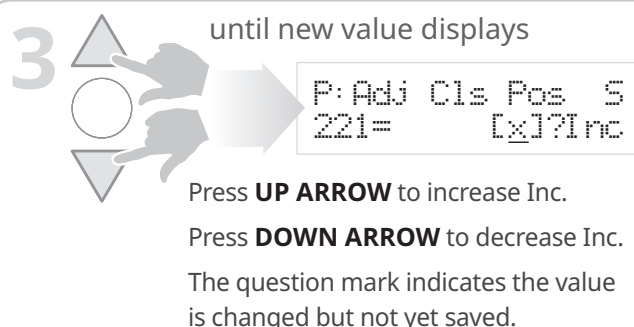 3
until new value displays
P:Adj Cls Pos S
221= [x]?Inc
Press UP ARROW to increase Inc.
Press DOWN ARROW to decrease Inc.
The question mark indicates the value
is changed but not yet saved.